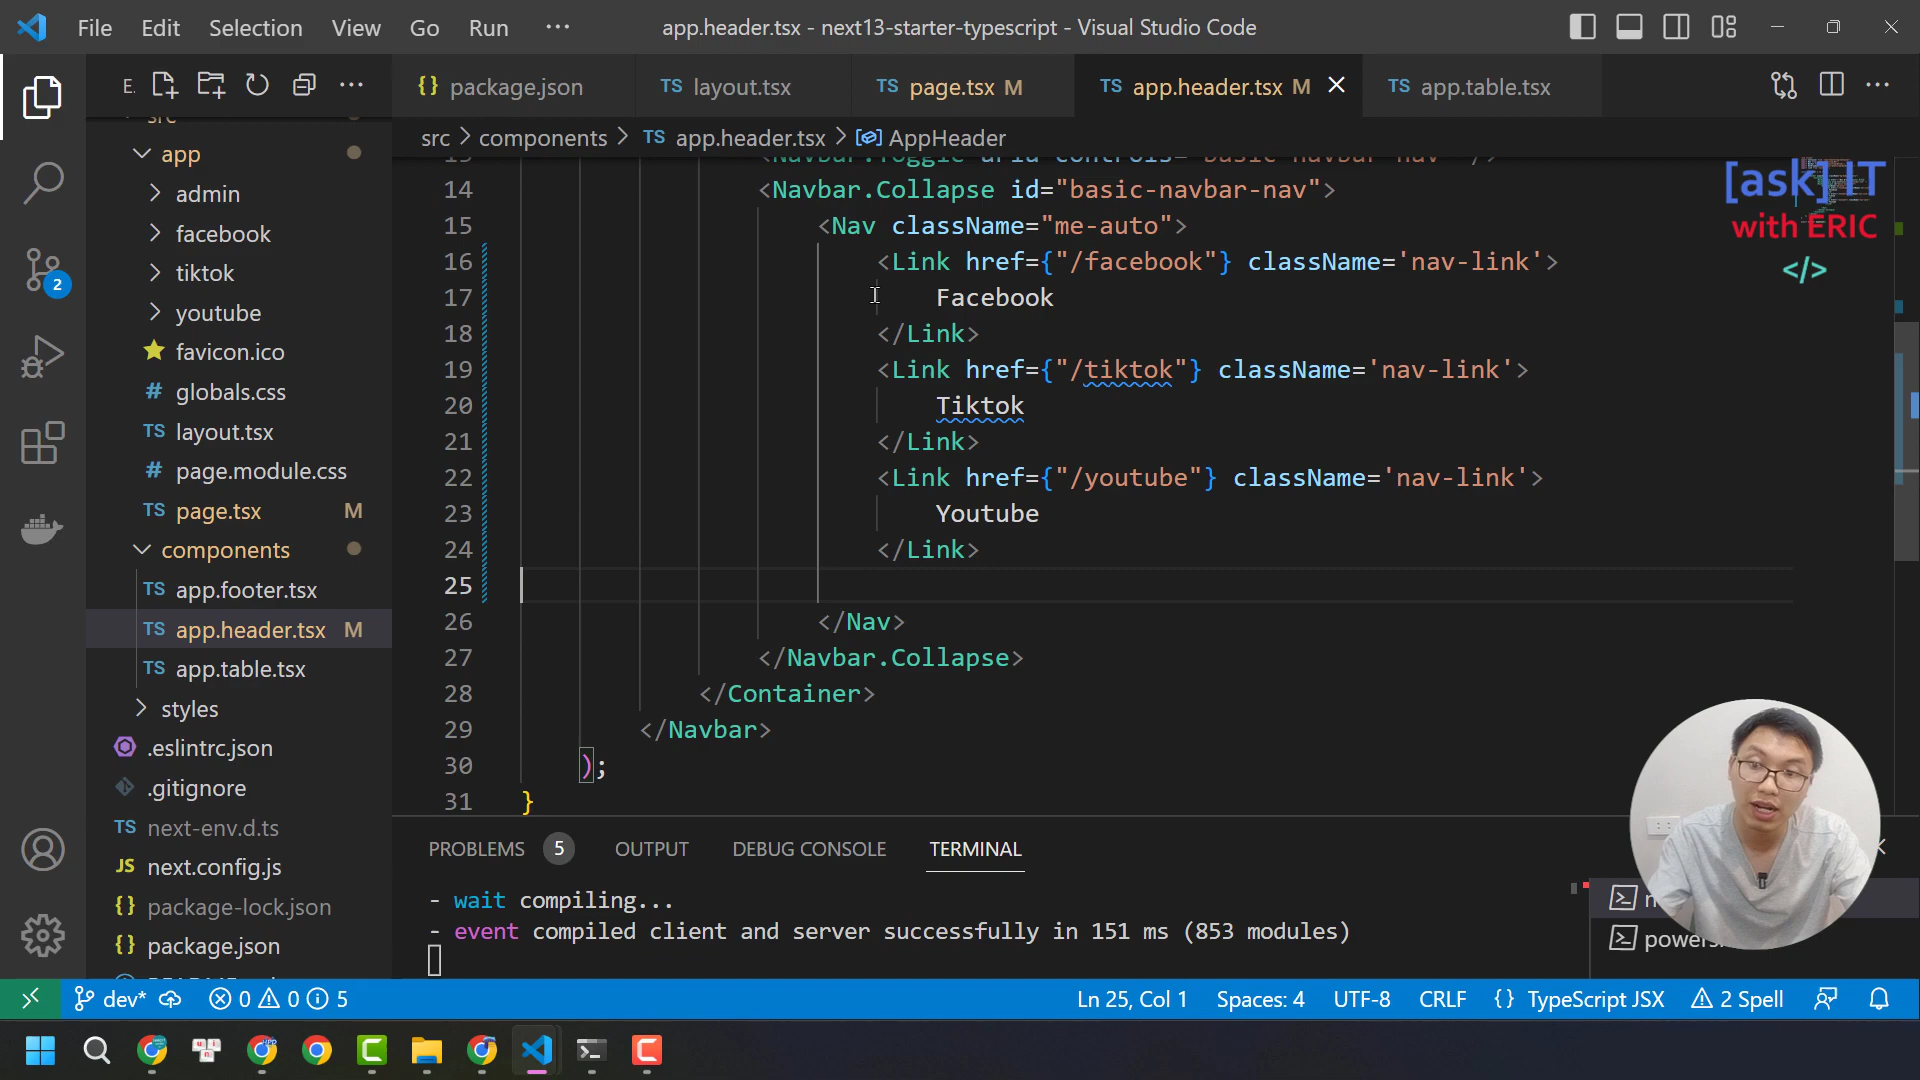 File Edit Selection View Go Run ··· app.header.tsx - next13-starter-typescript - Visual Studio Code
E. {} package.json TS layout.tsx TS page.tsx M TS app.header.tsx M TS app.table.tsx
src > components > TS app.header.tsx > AppHeader
src
app
admin
facebook
tiktok
youtube
favicon.ico
# globals.css
TS layout.tsx
# page.module.css
TS page.tsx M
components
TS app.footer.tsx
TS app.header.tsx M
TS app.table.tsx
styles
.eslintrc.json
.gitignore
TS next-env.d.ts
JS next.config.js
{} package-lock.json
{} package.json
14 <Navbar.Collapse id="basic-navbar-nav">
15 <Nav className="me-auto">
16 <Link href={"/facebook"} className='nav-link'>
17 Facebook
18 </Link>
19 <Link href={"/tiktok"} className='nav-link'>
20 Tiktok
21 </Link>
22 <Link href={"/youtube"} className='nav-link'>
23 Youtube
24 </Link>
25
26 </Nav>
27 </Navbar.Collapse>
28 </Container>
29 </Navbar>
30 );
31 }
[ask] IT
with ERIC
</>
2
PROBLEMS 5 OUTPUT DEBUG CONSOLE TERMINAL
- wait compiling...
- event compiled client and server successfully in 151 ms (853 modules)
dev* 0 0 5 Ln 25, Col 1 Spaces: 4 UTF-8 CRLF {} TypeScript JSX 2 Spell